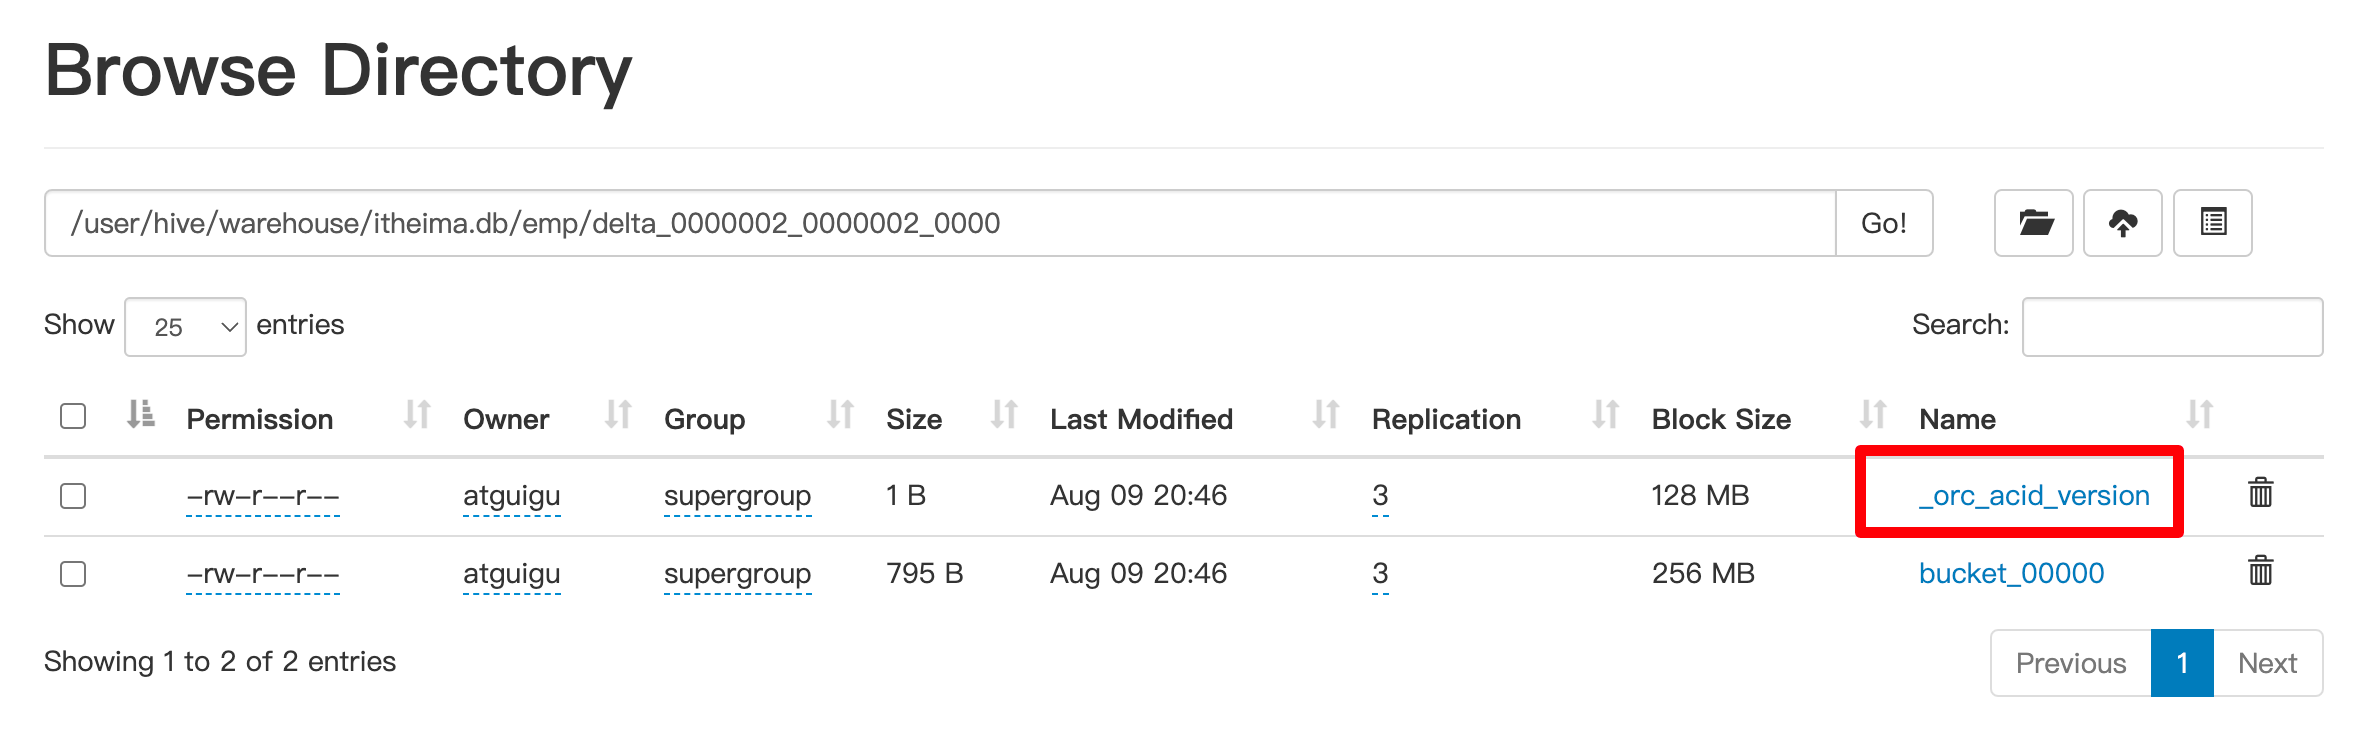 Browse Directory
/user/hive/warehouse/itheima.db/emp/delta_0000002_0000002_0000 Go!
Show 25 entries Search:
Permission Owner Group Size Last Modified Replication Block Size Name
-rw-r--r-- atguigu supergroup 1 B Aug 09 20:46 3 128 MB _orc_acid_version
-rw-r--r-- atguigu supergroup 795 B Aug 09 20:46 3 256 MB bucket_00000
Showing 1 to 2 of 2 entries Previous 1 Next